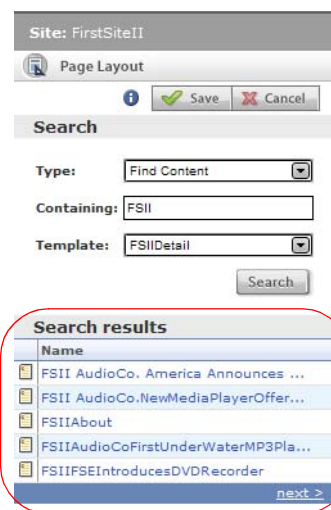 Site: FirstSiteII
Page Layout
Save Cancel
Search
Type: Find Content
Containing: FSII
Template: FSIIDetail
Search
Search results
Name
FSII AudioCo. America Announces ...
FSII AudioCo.NewMediaPlayerOffer...
FSIIAbout
FSIIAudioCoFirstUnderWaterMP3Pla...
FSIIFSEIntroducesDVDRecorder
next >